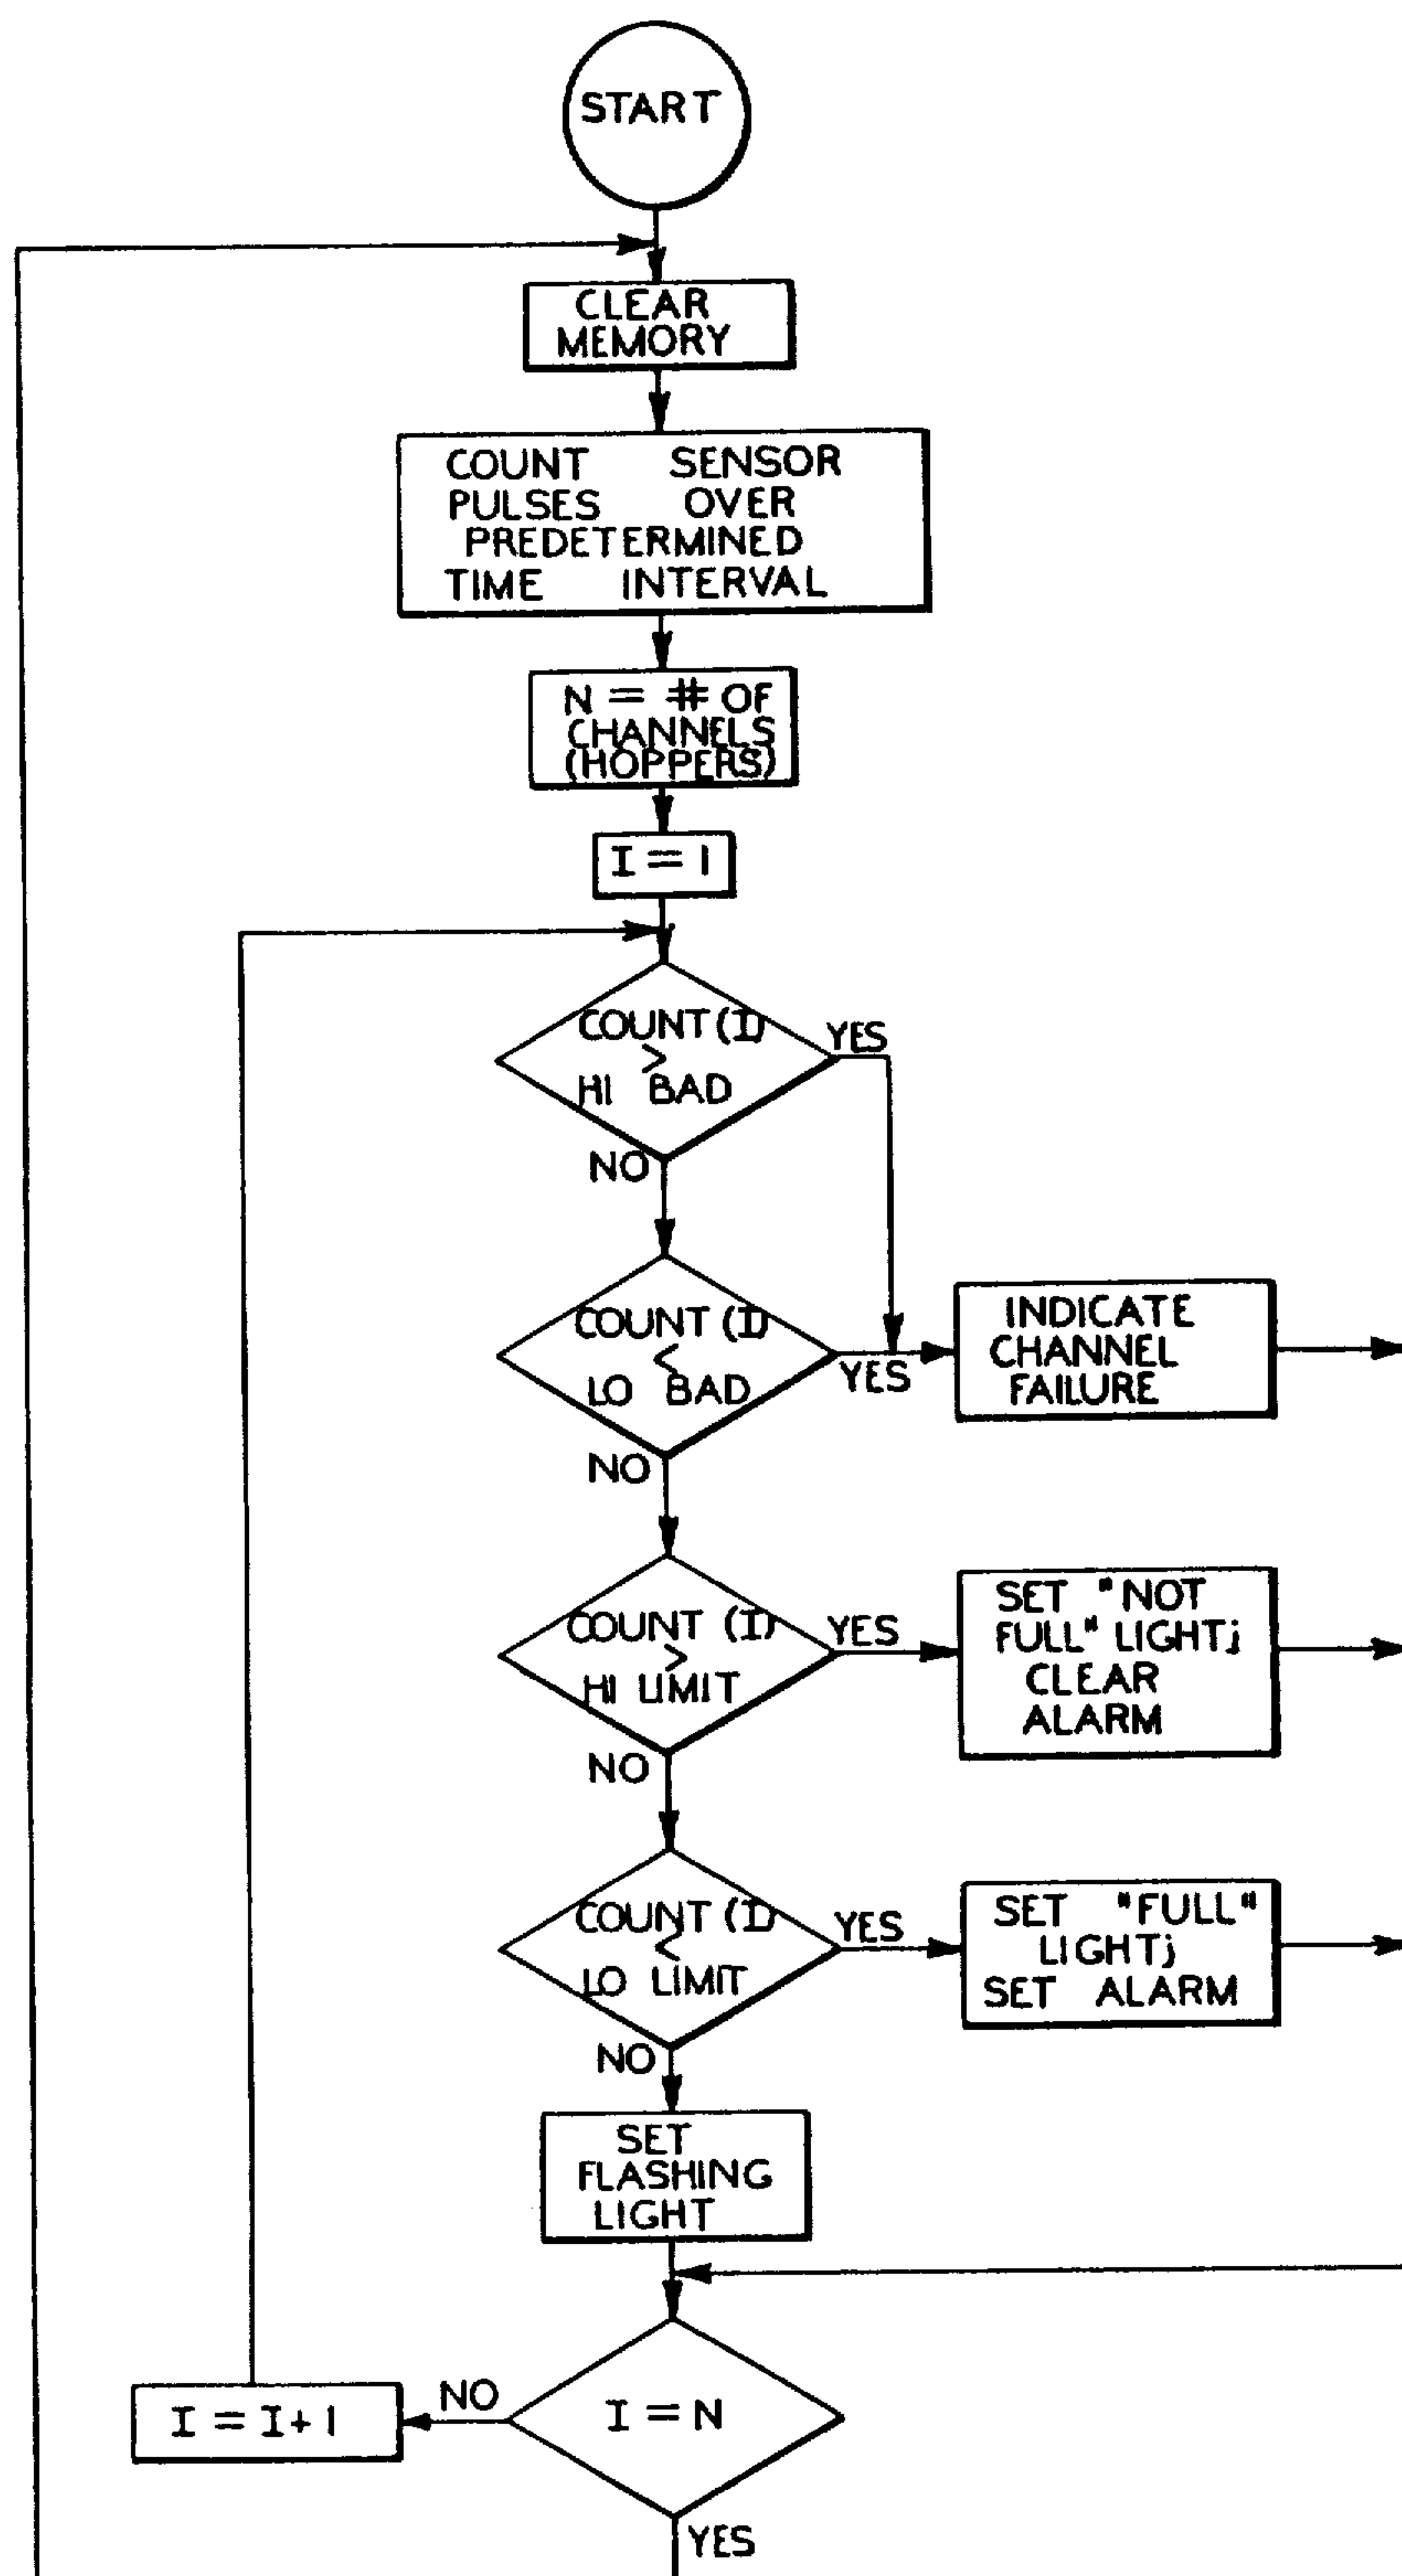 START
CLEAR
MEMORY
COUNT SENSOR
PULSES OVER
PREDETERMINED
TIME INTERVAL
N = # OF
CHANNELS
(HOPPERS)
I = 1
COUNT (I)
>
HI BAD
YES
NO
COUNT (I)
<
LO BAD
YES
INDICATE
CHANNEL
FAILURE
NO
COUNT (I)
>
HI LIMIT
YES
SET "NOT
FULL" LIGHT;
CLEAR
ALARM
NO
COUNT (I)
<
LO LIMIT
YES
SET "FULL"
LIGHT;
SET ALARM
NO
SET
FLASHING
LIGHT
I = N
NO
I = I + 1
YES